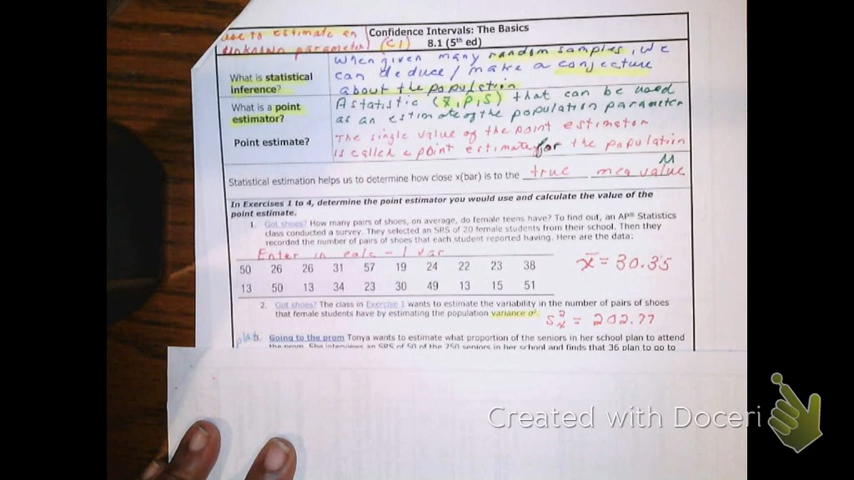 use to estimate an
unknown parameter (CI)
Confidence Intervals: The Basics
8.1 (5th ed)
What is statistical
inference?
When given many random samples, we
can deduce/ make a conjecture
about the population
What is a point
estimator?
A statistic (x̄, p, s) that can be used
as an estimate of the population parameter
Point estimate?
The single value of the point estimator
is called a point estimate for the population
Statistical estimation helps us to determine how close x(bar) is to the true value
μ
In Exercises 1 to 4, determine the point estimator you would use and calculate the value of the
point estimate.
1. Got shoes? How many pairs of shoes, on average, do female teens have? To find out, an AP® Statistics
class conducted a survey. They selected an SRS of 20 female students from their school. Then they
recorded the number of pairs of shoes that each student reported having. Here are the data:
Enter in calc - 1 var
50 26 26 31 57 19 24 22 23 38
x̄ = 30.35
13 50 13 34 23 30 49 13 15 51
2. Got shoes? The class in Exercise 1 wants to estimate the variability in the number of pairs of shoes
that female students have by estimating the population variance σ².
s²x = 202.77
3. Going to the prom Tonya wants to estimate what proportion of the seniors in her school plan to attend
the prom. She interviews an SRS of 50 of the 750 seniors in her school and finds that 36 plan to go to
Created with Doceri